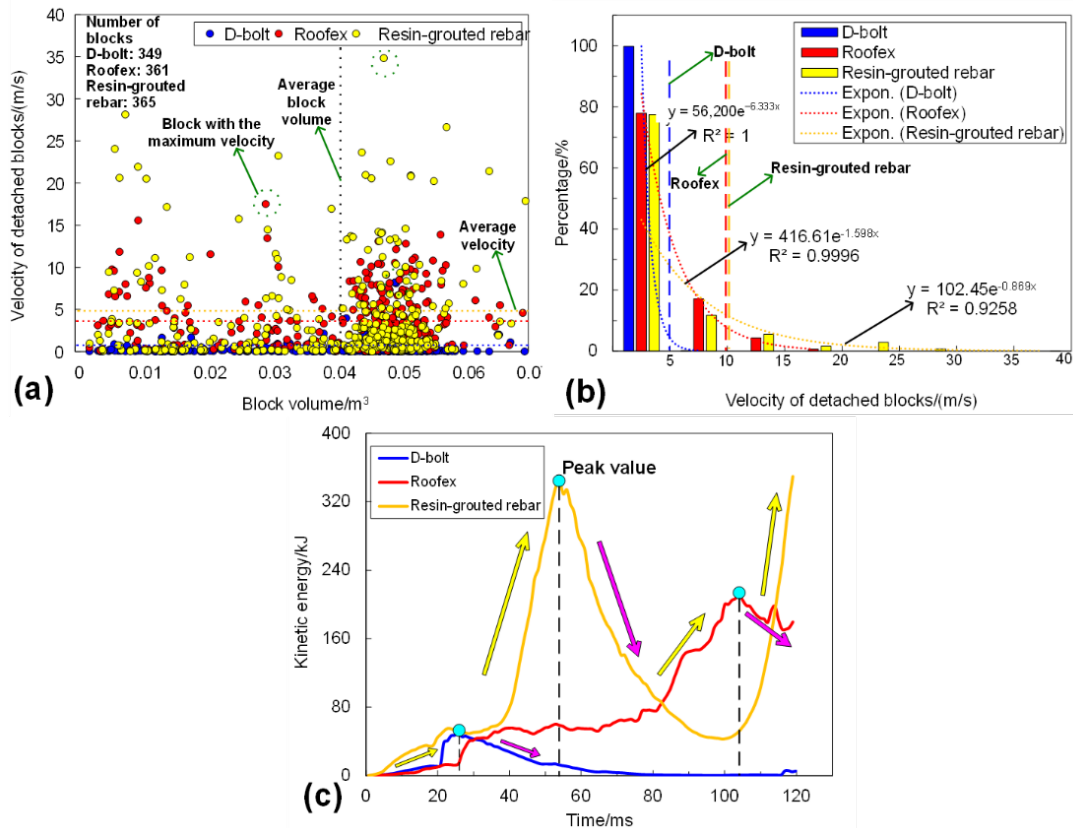 Number of
blocks
D-bolt: 349
Roofex: 361
Resin-grouted
rebar: 365
D-bolt
Roofex
Resin-grouted rebar
Average
block
volume
Block with the
maximum velocity
Average
velocity
Velocity of detached blocks/(m/s)
40
35
30
25
20
15
10
5
0
0 0.01 0.02 0.03 0.04 0.05 0.06 0.0
Block volume/m³
(a)
D-bolt
Roofex
Resin-grouted rebar
Expon. (D-bolt)
Expon. (Roofex)
Expon. (Resin-grouted rebar)
D-bolt
y = 56,200e^-6.333x
R² = 1
Roofex
Resin-grouted rebar
y = 416.61e^-1.598x
R² = 0.9996
y = 102.45e^-0.869x
R² = 0.9258
Percentage/%
100
80
60
40
20
0
5 10 15 20 25 30 35 40
Velocity of detached blocks/(m/s)
(b)
D-bolt
Roofex
Resin-grouted rebar
Peak value
Kinetic energy/kJ
400
320
240
160
80
0
0 20 40 60 80 100 120
Time/ms
(c)